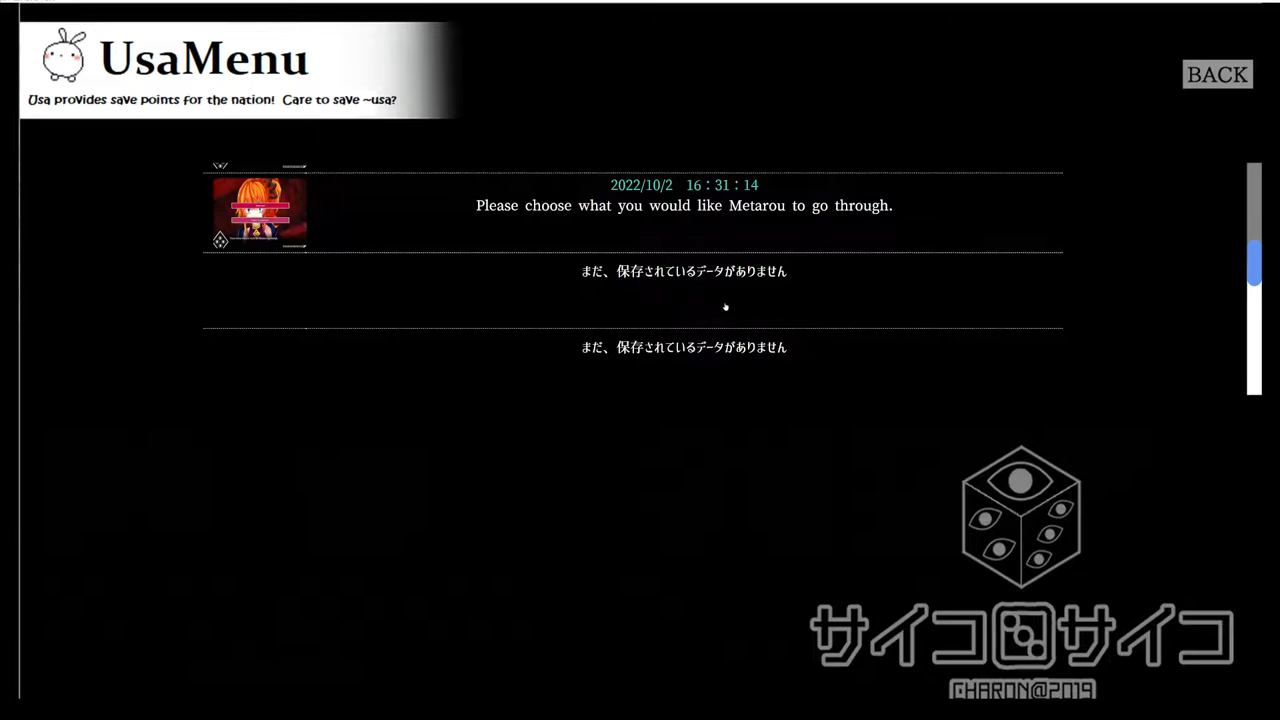 UsaMenu
Usa provides save points for the nation! Care to save ~usa?
BACK
2022/10/2 16：31：14
Please choose what you would like Metarou to go through.
まだ、保存されているデータがありません
まだ、保存されているデータがありません
サイコロサイコ
CHARON@2019